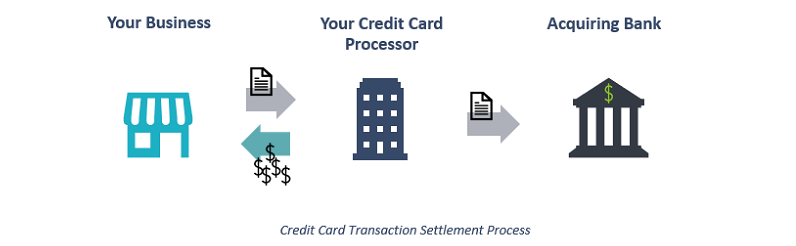 Your Business
Your Credit Card
Processor
Acquiring Bank
$
$
$
$
$
$
Credit Card Transaction Settlement Process